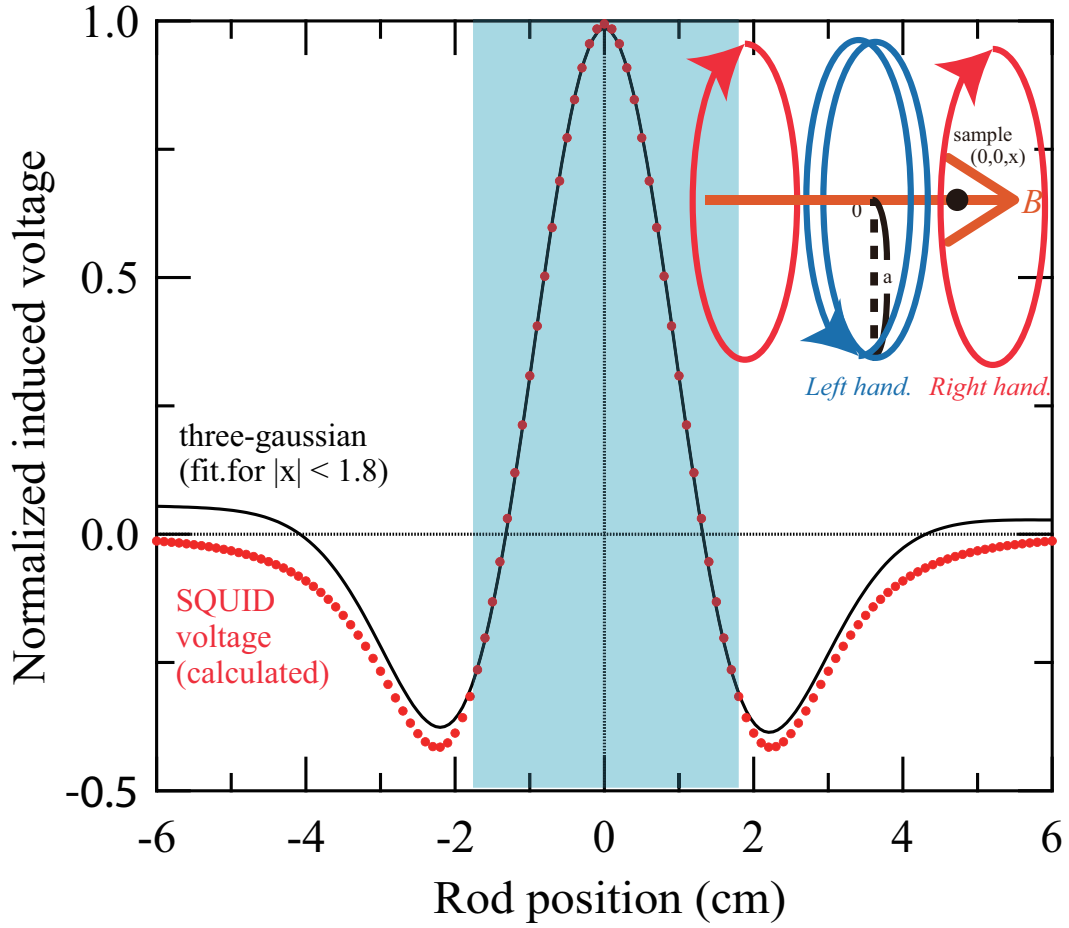 Normalized induced voltage
1.0
0.5
0.0
-0.5
-6
-4
-2
0
2
4
6
Rod position (cm)
three-gaussian
(fit.for |x| < 1.8)
SQUID
voltage
(calculated)
sample
(0,0,x)
B
0
a
Left hand.
Right hand.